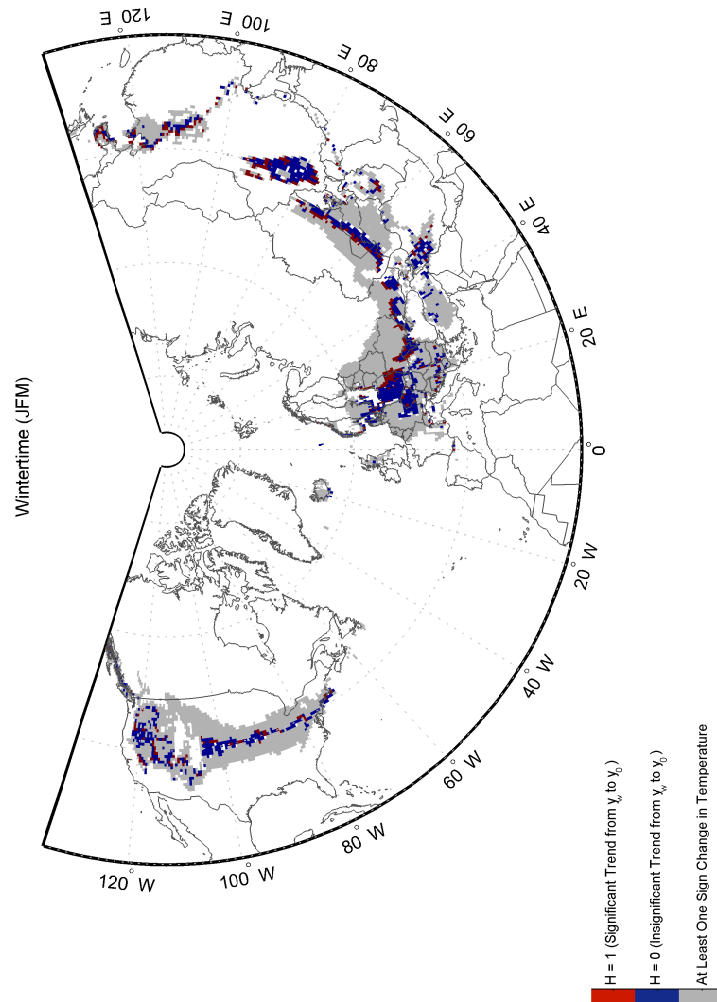 Wintertime (JFM)
120 E
100 E
80 E
60 E
40 E
20 E
0
20 W
40 W
60 W
80 W
100 W
120 W
H = 1 (Significant Trend from y_w to y_0)
H = 0 (Insignificant Trend from y_w to y_0)
At Least One Sign Change in Temperature